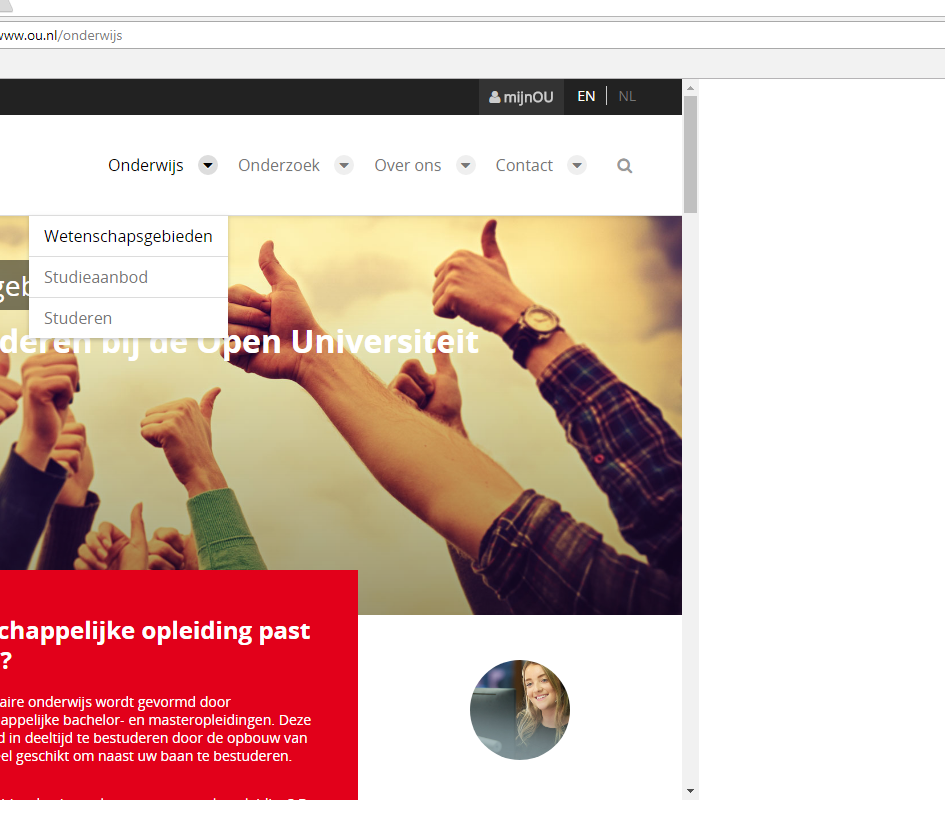 www.ou.nl/onderwijs
mijnOU EN NL
Onderwijs Onderzoek Over ons Contact
Wetenschapsgebieden
Studieaanbod
Studeren
geb
deren bij de Open Universiteit
chappelijke opleiding past
?
aire onderwijs wordt gevormd door
appelijke bachelor- en masteropleidingen. Deze
d in deeltijd te bestuderen door de opbouw van
eel geschikt om naast uw baan te bestuderen.